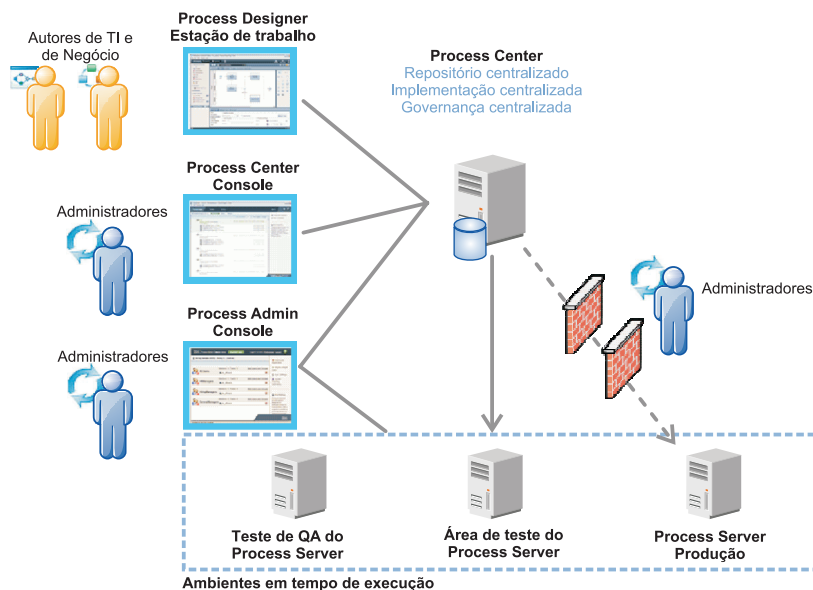 Process Designer
Estação de trabalho
Autores de TI e
de Negócio
Process Center
Repositório centralizado
Implementação centralizada
Governança centralizada
Process Center
Console
Administradores
Administradores
Process Admin
Console
Administradores
Teste de QA do
Process Server
Área de teste do
Process Server
Process Server
Produção
Ambientes em tempo de execução